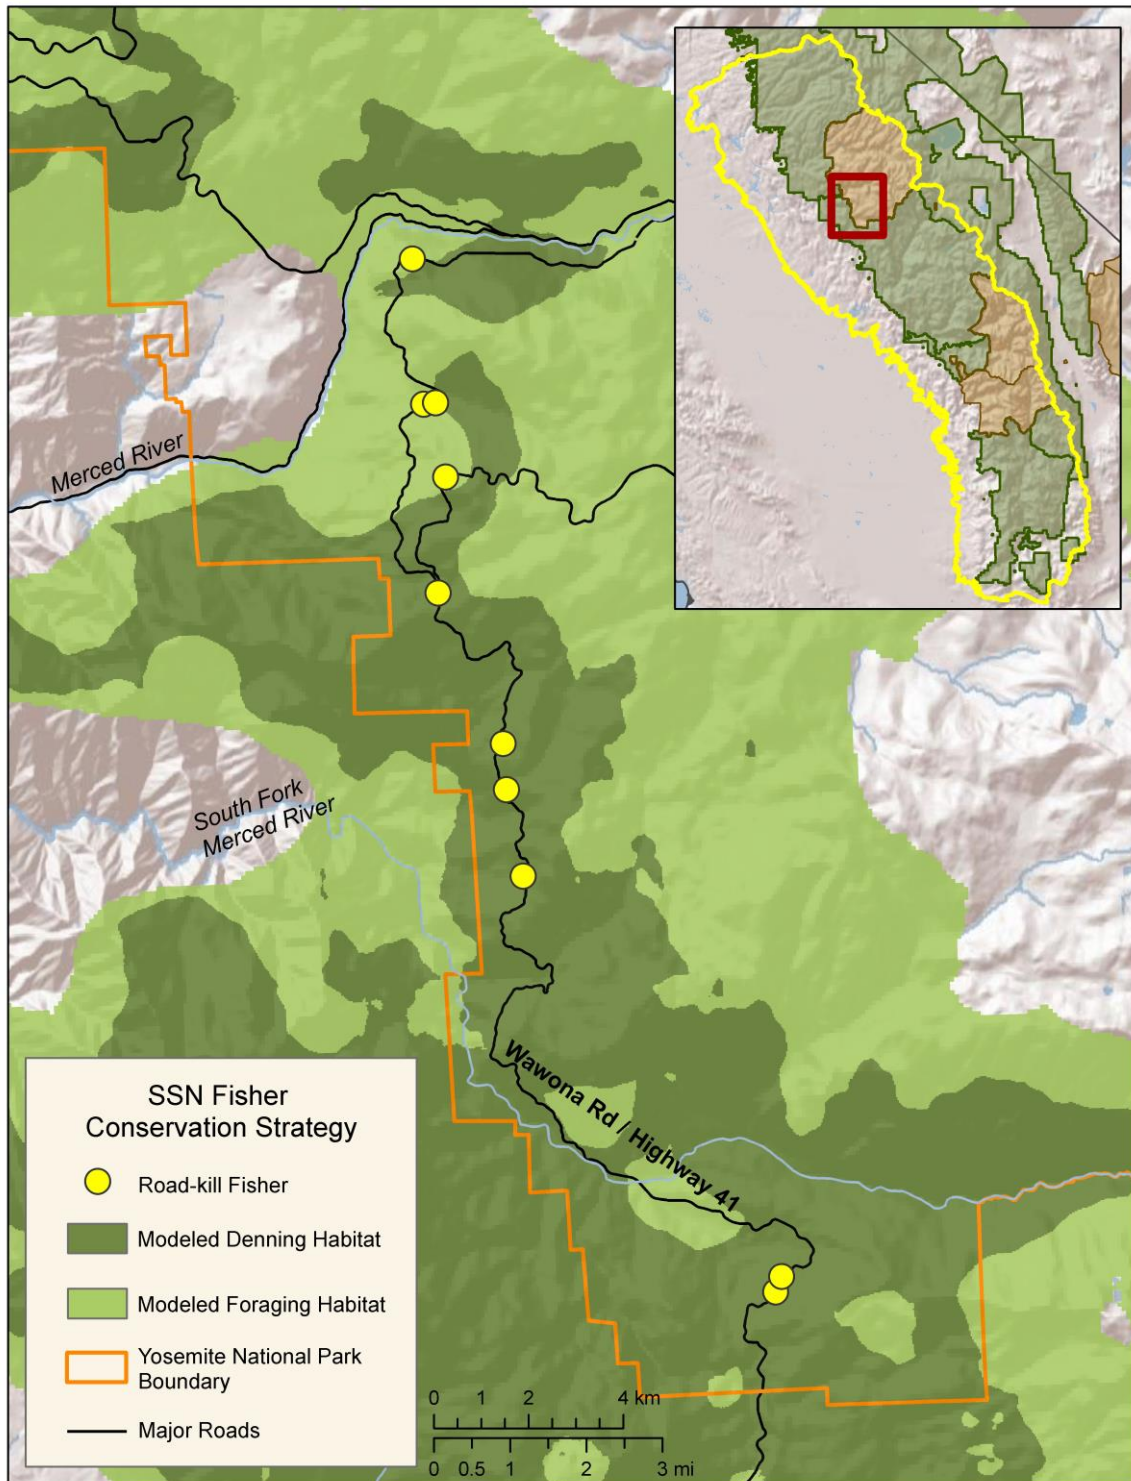 Merced River
South Fork
Merced River
Wawona Rd / Highway 41
SSN Fisher
Conservation Strategy
Road-kill Fisher
Modeled Denning Habitat
Modeled Foraging Habitat
Yosemite National Park
Boundary
Major Roads
0 1 2 4 km
0 0.5 1 2 3 mi